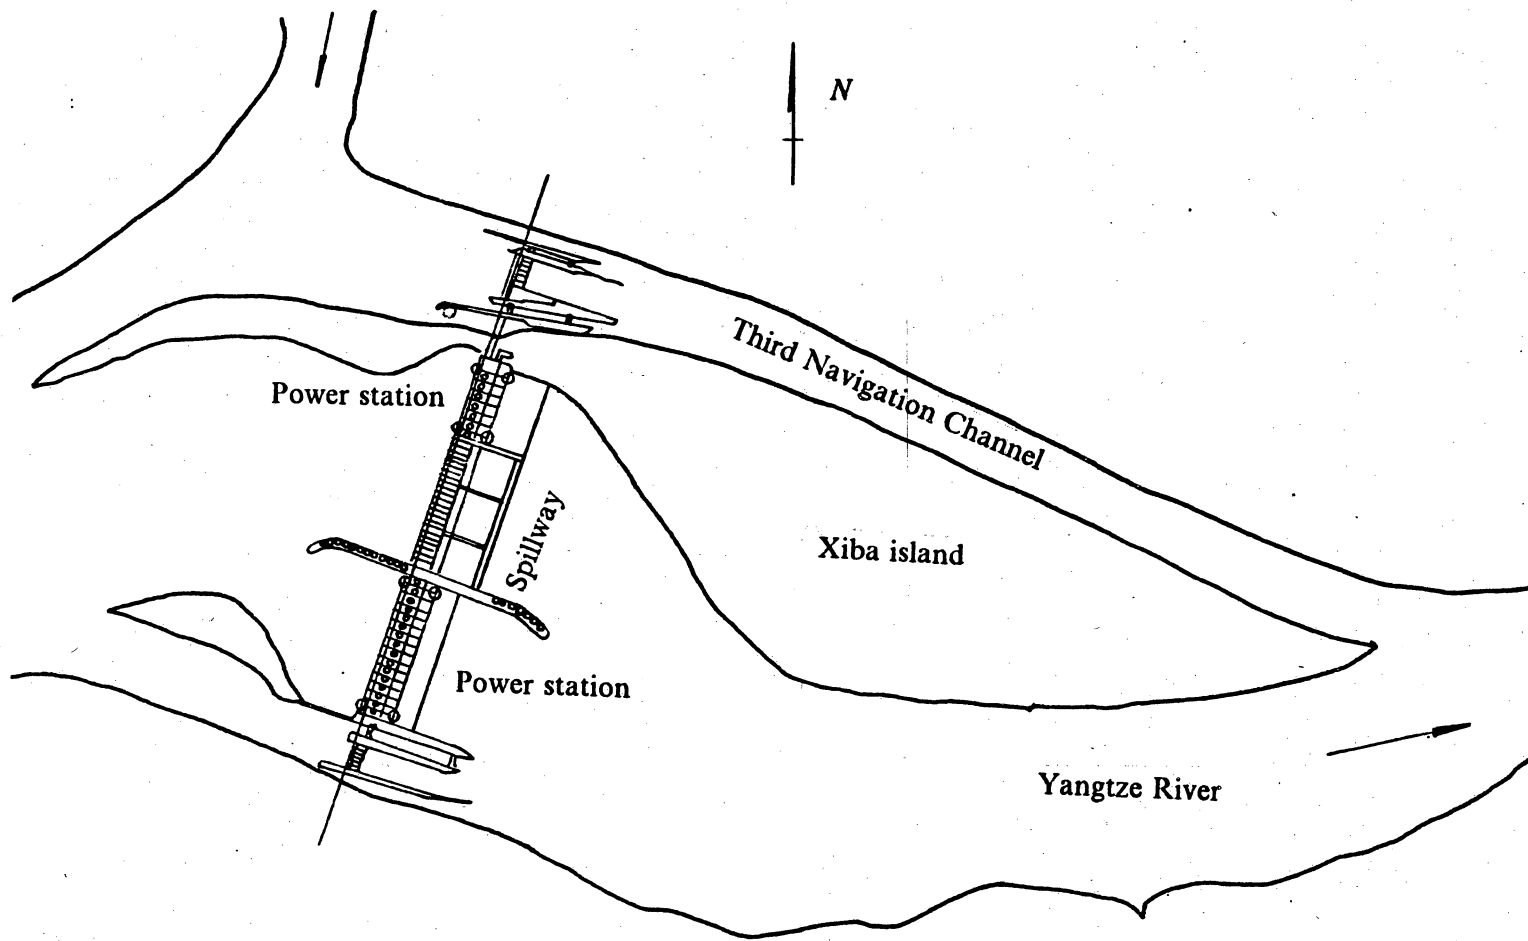 N
Third Navigation Channel
Power station
Spillway
Xiba island
Power station
Yangtze River